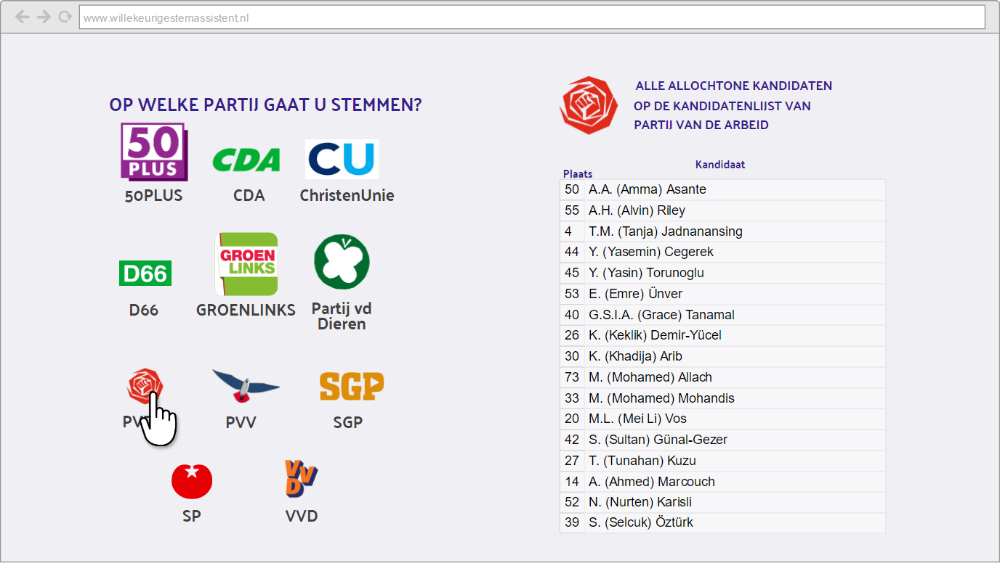 www.willekeurigestemassistent.nl
OP WELKE PARTIJ GAAT U STEMMEN?
50
PLUS
50PLUS
CDA
CDA
CU
ChristenUnie
D66
D66
GROEN
LINKS
GROENLINKS
Partij vd
Dieren
PVV
SGP
SGP
SP
VVD
VVD
ALLE ALLOCHTONE KANDIDATEN
OP DE KANDIDATENLIJST VAN
PARTIJ VAN DE ARBEID
Plaats Kandidaat
50 A.A. (Amma) Asante
55 A.H. (Alvin) Riley
4 T.M. (Tanja) Jadnanansing
44 Y. (Yasemin) Cegerek
45 Y. (Yasin) Torunoglu
53 E. (Emre) Ünver
40 G.S.I.A. (Grace) Tanamal
26 K. (Keklik) Demir-Yücel
30 K. (Khadija) Arib
73 M. (Mohamed) Allach
33 M. (Mohamed) Mohandis
20 M.L. (Mei Li) Vos
42 S. (Sultan) Günal-Gezer
27 T. (Tunahan) Kuzu
14 A. (Ahmed) Marcouch
52 N. (Nurten) Karisli
39 S. (Selcuk) Öztürk